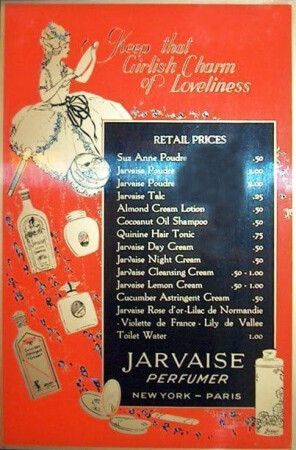 Keep that
Girlish Charm
of Loveliness
RETAIL PRICES
Suz Anne Poudre .50
Jarvaise Poudre 1.00
Jarvaise Poudre 2.00
Jarvaise Talc .25
Almond Cream Lotion .50
Cocoanut Oil Shampoo .50
Quinine Hair Tonic .75
Jarvaise Day Cream .50
Jarvaise Night Cream .50
Jarvaise Cleansing Cream .50 - 1.00
Jarvaise Lemon Cream .50 - 1.00
Cucumber Astringent Cream .50
Jarvaise Rose d'or-Lilac de Normandie
- Violette de France - Lily de Vallee
Toilet Water 1.00
JARVAISE
PERFUMER
NEW YORK - PARIS